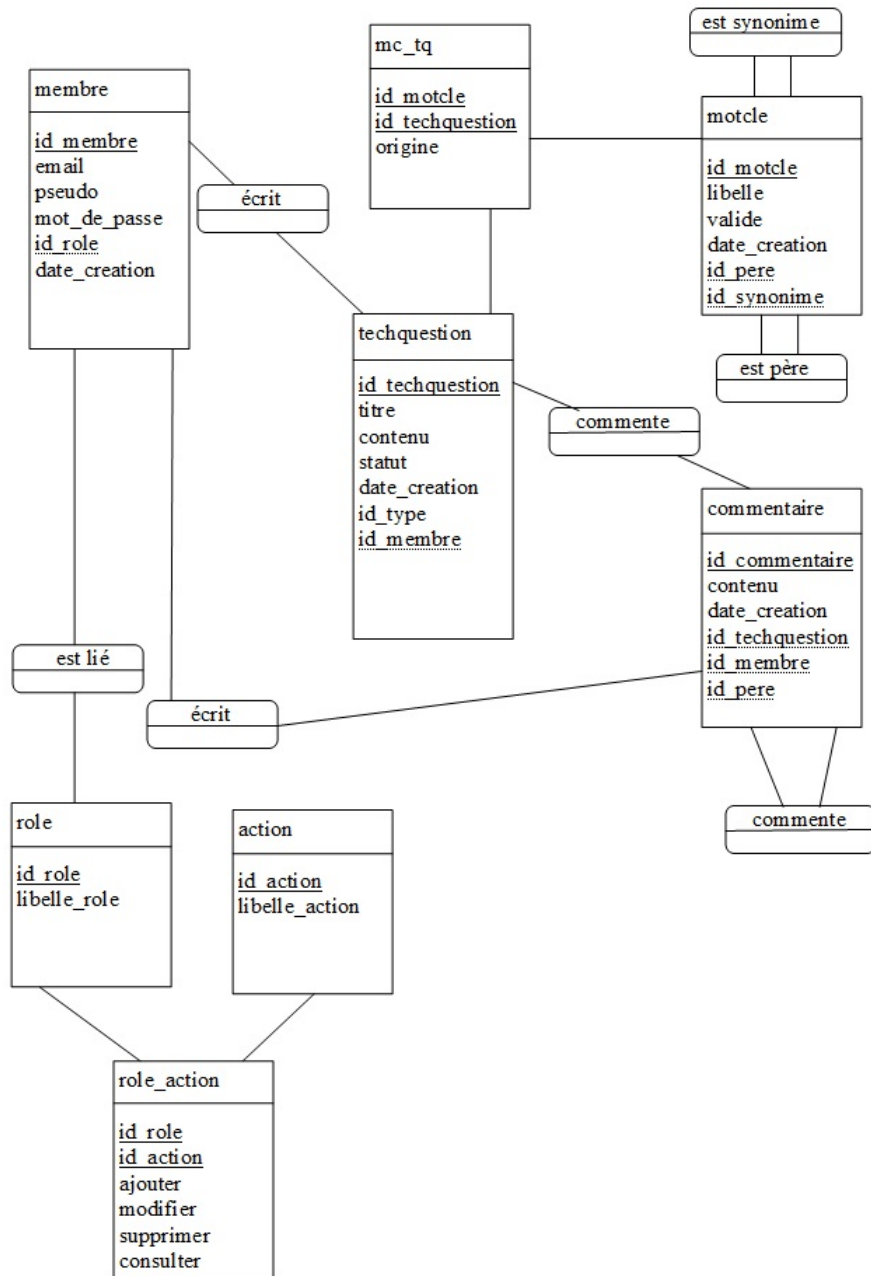 est synonime
mc_tq
id_motcle
id_techquestion
origine
membre
id_membre
email
pseudo
mot_de_passe
id_role
date_creation
motcle
id_motcle
libelle
valide
date_creation
id_pere
id_synonime
écrit
techquestion
id_techquestion
titre
contenu
statut
date_creation
id_type
id_membre
est père
commente
commentaire
id_commentaire
contenu
date_creation
id_techquestion
id_membre
id_pere
est lié
écrit
commente
role
id_role
libelle_role
action
id_action
libelle_action
role_action
id_role
id_action
ajouter
modifier
supprimer
consulter